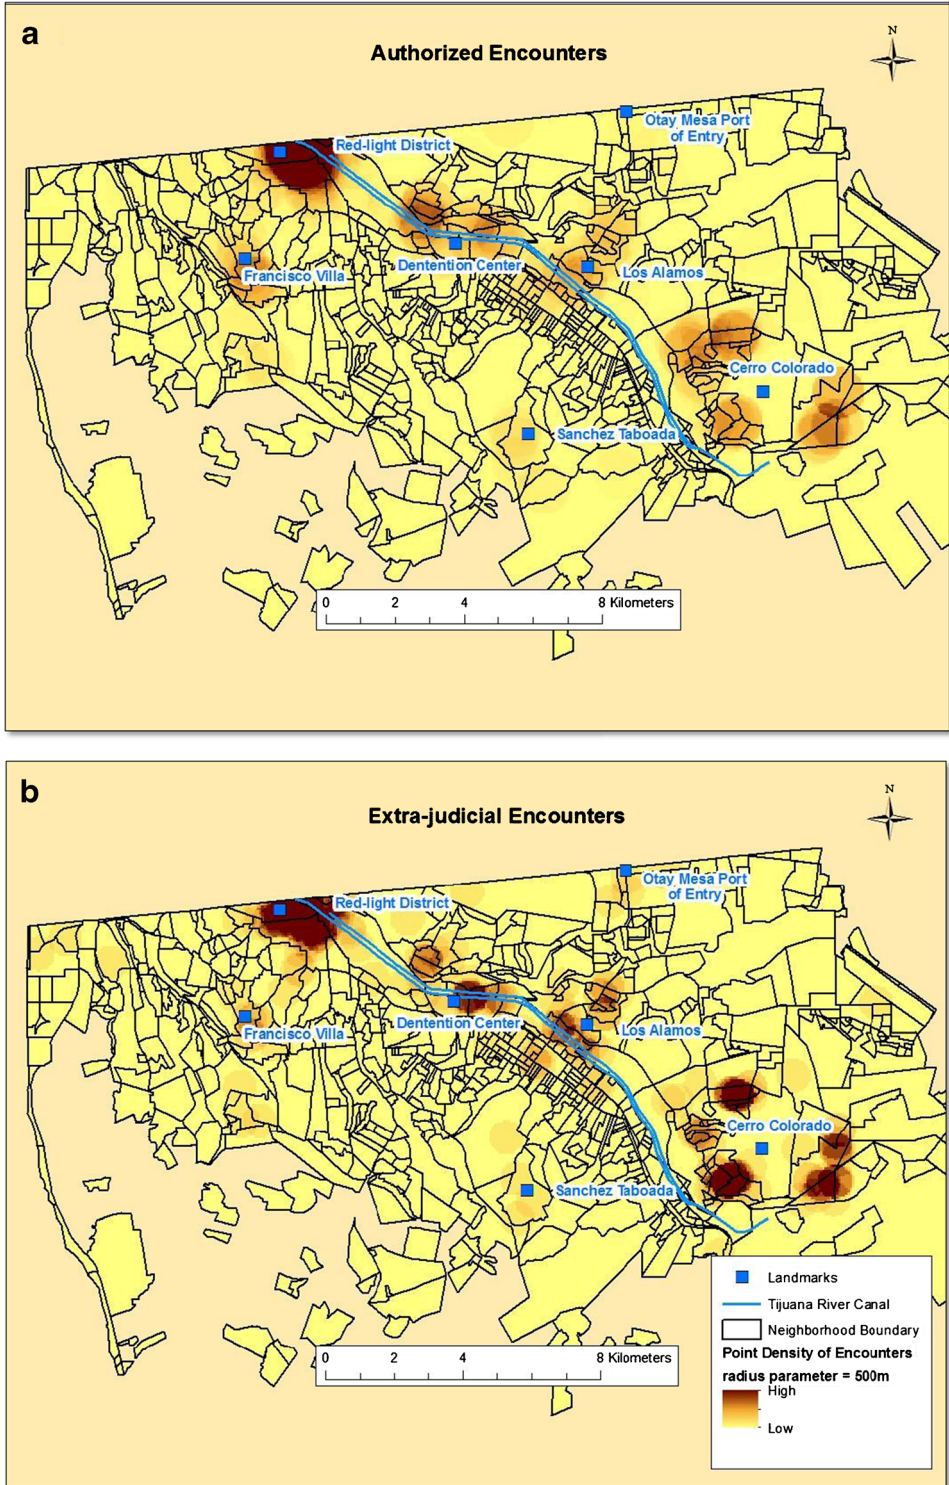 a
Authorized Encounters
N
Otay Mesa Port
of Entry
Red-light District
Francisco Villa
Dentention Center
Los Alamos
Cerro Colorado
Sanchez Taboada
0 2 4 8 Kilometers
b
Extra-judicial Encounters
N
Otay Mesa Port
of Entry
Red-light District
Francisco Villa
Dentention Center
Los Alamos
Cerro Colorado
Sanchez Taboada
0 2 4 8 Kilometers
Landmarks
Tijuana River Canal
Neighborhood Boundary
Point Density of Encounters
radius parameter = 500m
High
Low